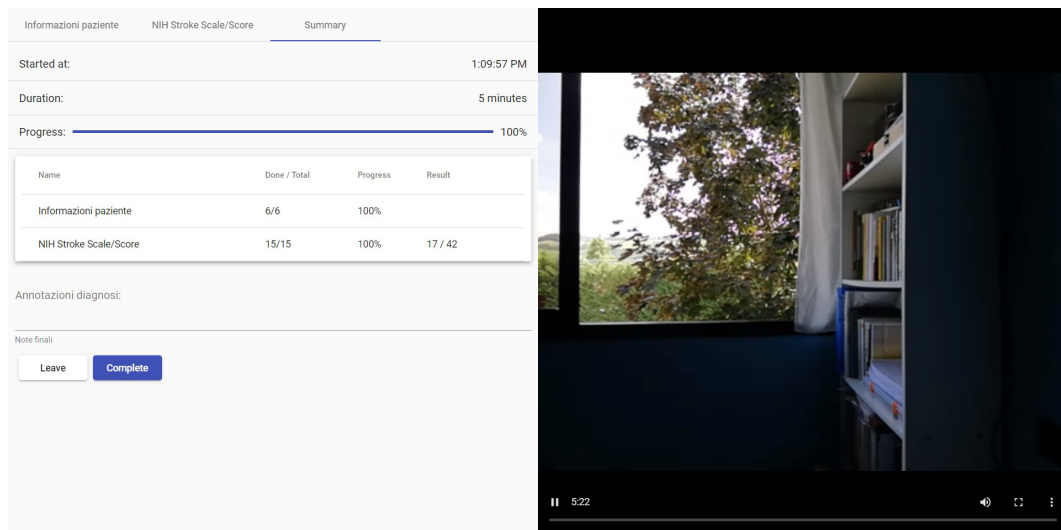 Informazioni paziente NIH Stroke Scale/Score Summary
Started at: 1:09:57 PM
Duration: 5 minutes
Progress: 100%
Name Done / Total Progress Result
Informazioni paziente 6/6 100%
NIH Stroke Scale/Score 15/15 100% 17 / 42
Annotazioni diagnosi:
Note finali
Leave Complete
5:22